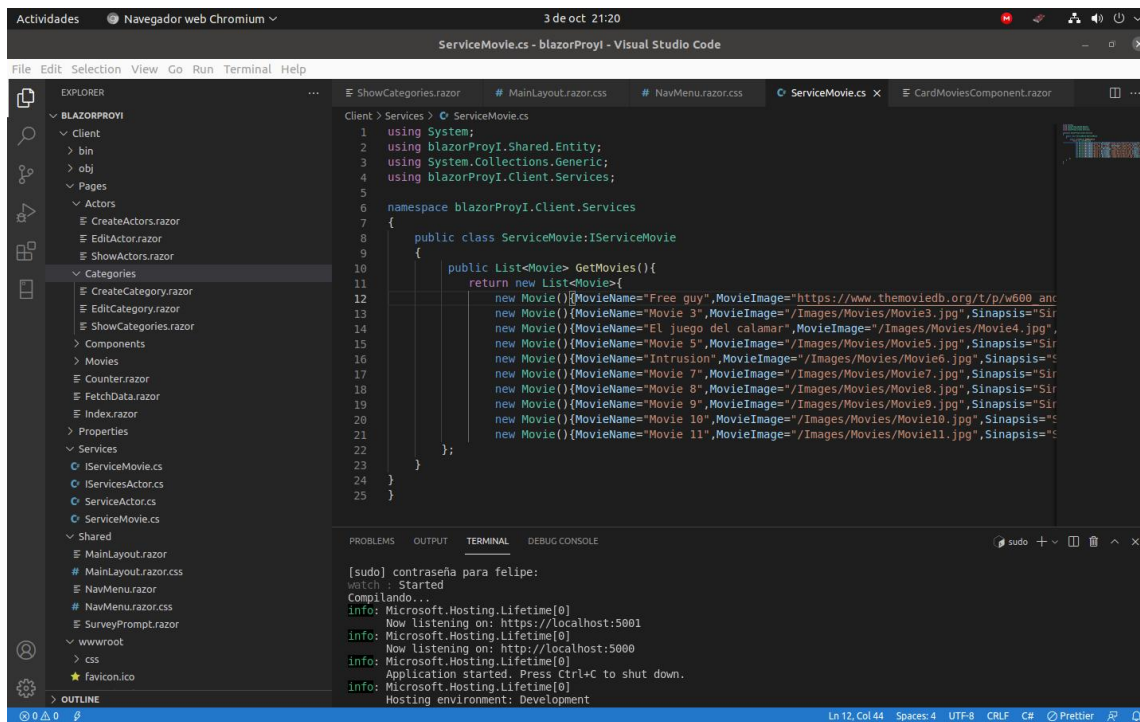 Actividades Navegador web Chromium 3 de oct 21:20
ServiceMovie.cs - blazorProyI - Visual Studio Code
File Edit Selection View Go Run Terminal Help
EXPLORER
BLAZORPROYI
Client
bin
obj
Pages
Actors
CreateActors.razor
EditActor.razor
ShowActors.razor
Categories
CreateCategory.razor
EditCategory.razor
ShowCategories.razor
Components
Movies
Counter.razor
FetchData.razor
Index.razor
Properties
Services
IServiceMovie.cs
IServicesActor.cs
ServiceActor.cs
ServiceMovie.cs
Shared
MainLayout.razor
MainLayout.razor.css
NavMenu.razor
NavMenu.razor.css
SurveyPrompt.razor
wwwroot
css
favicon.ico
OUTLINE
ShowCategories.razor MainLayout.razor.css NavMenu.razor.css ServiceMovie.cs CardMoviesComponent.razor
Client > Services > ServiceMovie.cs
1 using System;
2 using blazorProyI.Shared.Entity;
3 using System.Collections.Generic;
4 using blazorProyI.Client.Services;
5
6 namespace blazorProyI.Client.Services
7 {
8 public class ServiceMovie:IServiceMovie
9 {
10 public List<Movie> GetMovies(){
11 return new List<Movie>{
12 new Movie(){MovieName="Free guy",MovieImage="https://www.themoviedb.org/t/p/w600_and
13 new Movie(){MovieName="Movie 3",MovieImage="/Images/Movies/Movie3.jpg",Sinapsis="Sin
14 new Movie(){MovieName="El juego del calamar",MovieImage="/Images/Movies/Movie4.jpg",
15 new Movie(){MovieName="Movie 5",MovieImage="/Images/Movies/Movie5.jpg",Sinapsis="Sin
16 new Movie(){MovieName="Intrusion",MovieImage="/Images/Movies/Movie6.jpg",Sinapsis="S
17 new Movie(){MovieName="Movie 7",MovieImage="/Images/Movies/Movie7.jpg",Sinapsis="Sin
18 new Movie(){MovieName="Movie 8",MovieImage="/Images/Movies/Movie8.jpg",Sinapsis="Sin
19 new Movie(){MovieName="Movie 9",MovieImage="/Images/Movies/Movie9.jpg",Sinapsis="Sin
20 new Movie(){MovieName="Movie 10",MovieImage="/Images/Movies/Movie10.jpg",Sinapsis="S
21 new Movie(){MovieName="Movie 11",MovieImage="/Images/Movies/Movie11.jpg",Sinapsis="S
22 };
23 }
24 }
25 }
PROBLEMS OUTPUT TERMINAL DEBUG CONSOLE sudo
[sudo] contraseña para felipe:
watch : Started
Compilando...
info: Microsoft.Hosting.Lifetime[0]
Now listening on: https://localhost:5001
info: Microsoft.Hosting.Lifetime[0]
Now listening on: http://localhost:5000
info: Microsoft.Hosting.Lifetime[0]
Application started. Press Ctrl+C to shut down.
info: Microsoft.Hosting.Lifetime[0]
Hosting environment: Development
0 0 Ln 12, Col 44 Spaces: 4 UTF-8 CRLF C# Prettier